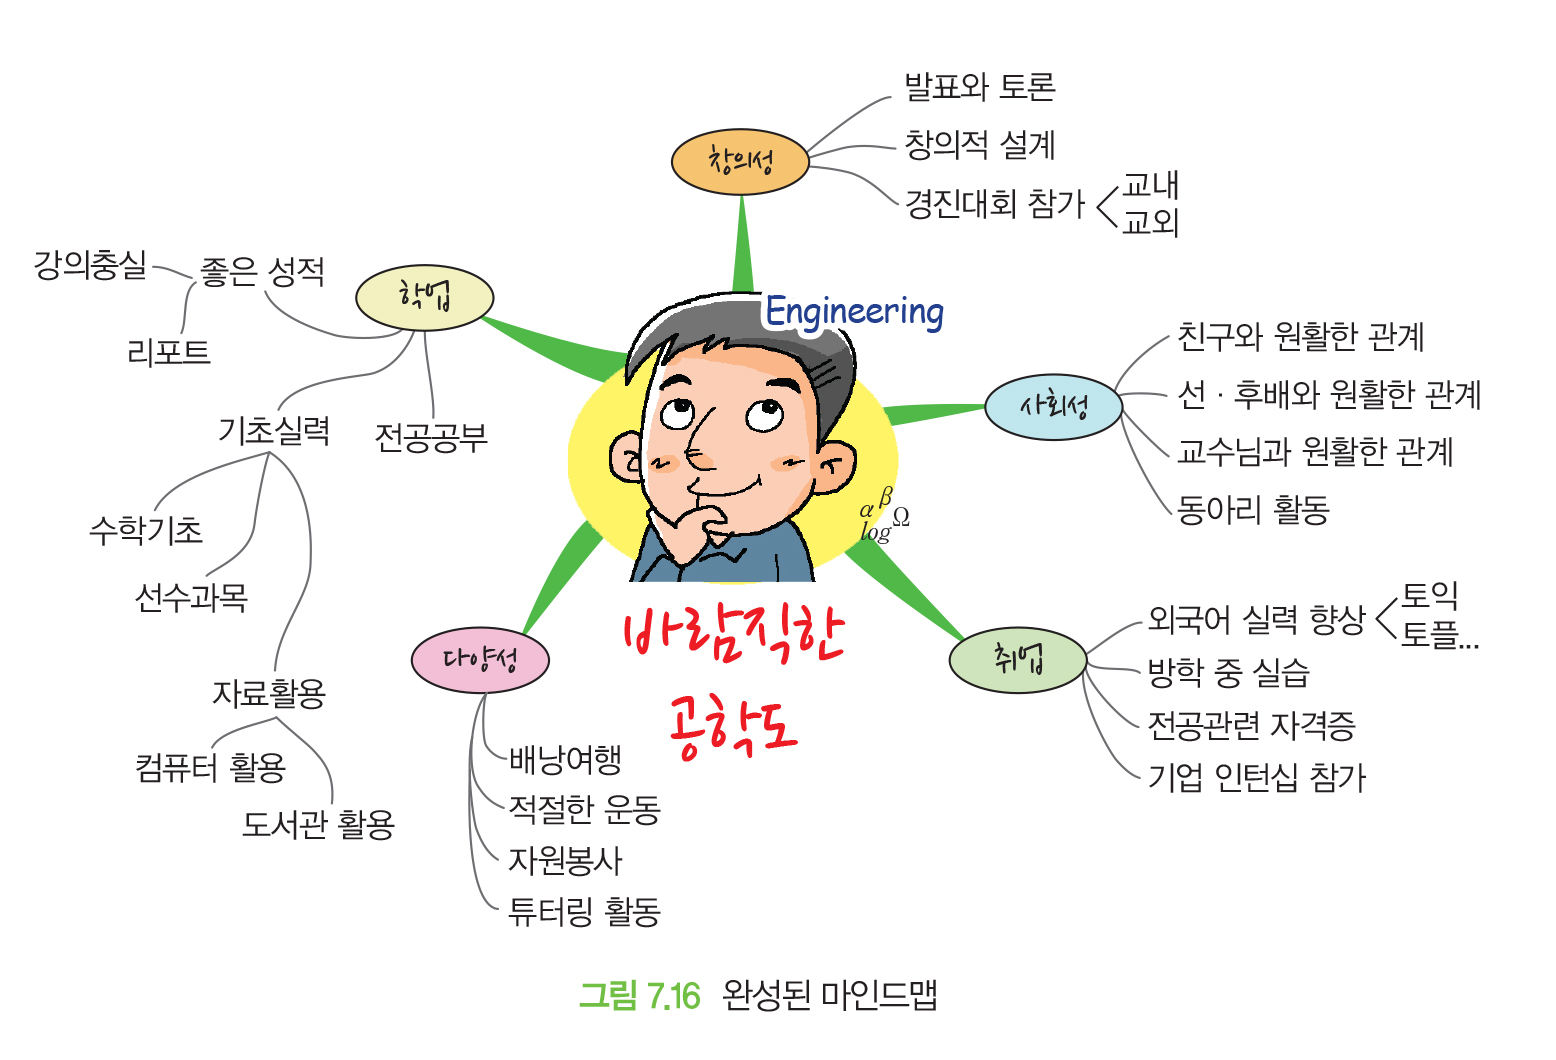 발표와 토론
창의성
창의적 설계
경진대회 참가
교내
교외
강의충실
좋은 성적
학업
리포트
기초실력
전공공부
수학기초
선수과목
자료활용
컴퓨터 활용
도서관 활용
Engineering
α β Ω
log
바람직한
공학도
사회성
친구와 원활한 관계
선 · 후배와 원활한 관계
교수님과 원활한 관계
동아리 활동
취업
외국어 실력 향상
토익
토플...
방학 중 실습
전공관련 자격증
기업 인턴십 참가
다양성
배낭여행
적절한 운동
자원봉사
튜터링 활동
그림 7.16 완성된 마인드맵